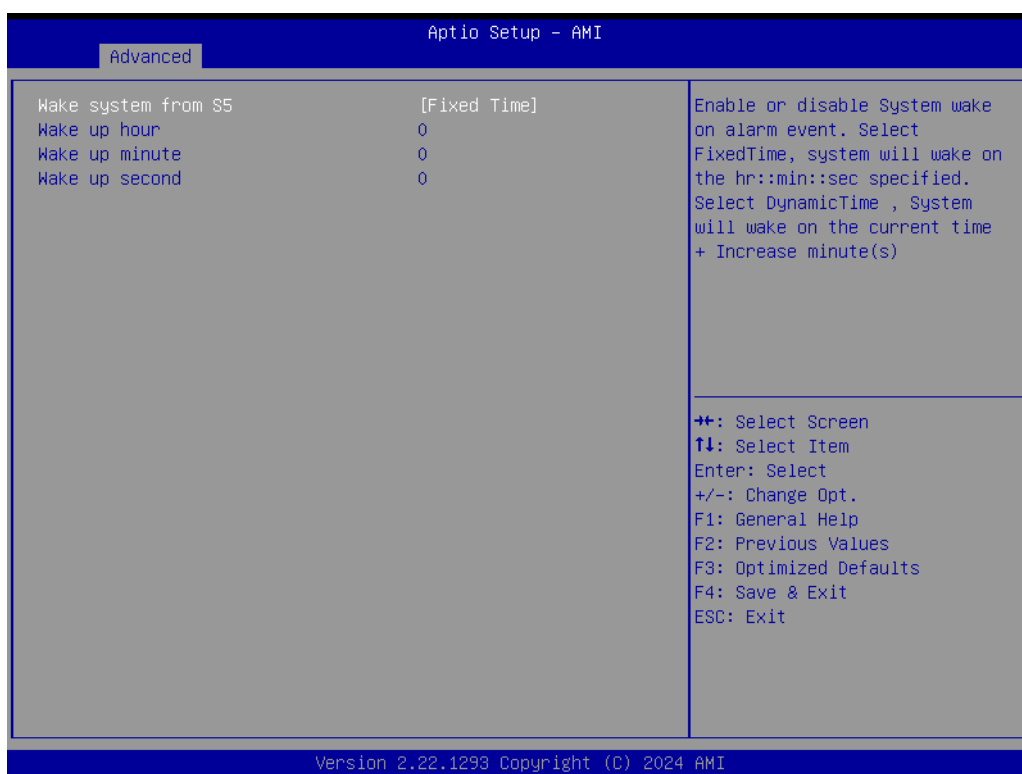 Aptio Setup – AMI
Advanced
Wake system from S5 [Fixed Time]
Wake up hour 0
Wake up minute 0
Wake up second 0
Enable or disable System wake
on alarm event. Select
FixedTime, system will wake on
the hr::min::sec specified.
Select DynamicTime , System
will wake on the current time
+ Increase minute(s)
→←: Select Screen
↑↓: Select Item
Enter: Select
+/-: Change Opt.
F1: General Help
F2: Previous Values
F3: Optimized Defaults
F4: Save & Exit
ESC: Exit
Version 2.22.1293 Copyright (C) 2024 AMI